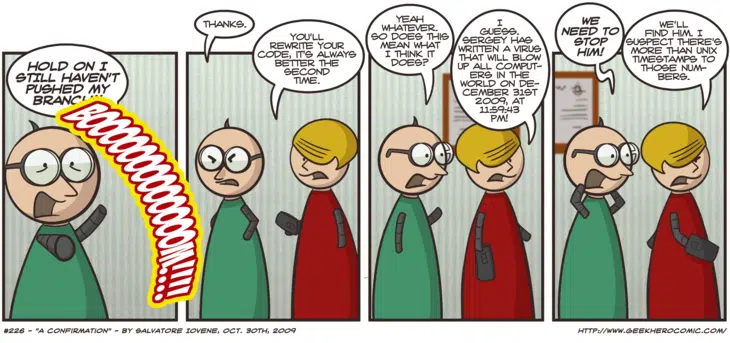 HOLD ON I
STILL HAVEN'T
PUSHED MY
BRANCH!!!
BOOOOOOOOOOOOOOOOOM!!!!...
THANKS.
YOU'LL
REWRITE YOUR
CODE, IT'S ALWAYS
BETTER THE
SECOND
TIME.
YEAH
WHATEVER.
SO DOES THIS
MEAN WHAT
I THINK IT
DOES?
I
GUESS.
SERGEY HAS
WRITTEN A VIRUS
THAT WILL BLOW
UP ALL COMPUT-
ERS IN THE
WORLD ON DE-
CEMBER 31ST
2009, AT
11:59:43
PM!
WE
NEED TO
STOP
HIM!
WE'LL
FIND HIM. I
SUSPECT THERE'S
MORE THAN UNIX
TIMESTAMPS TO
THOSE NUM-
BERS.
#226 - "A CONFIRMATION" - BY SALVATORE IOVENE, OCT. 30TH, 2009
HTTP://WWW.GEEKHEROCOMIC.COM/